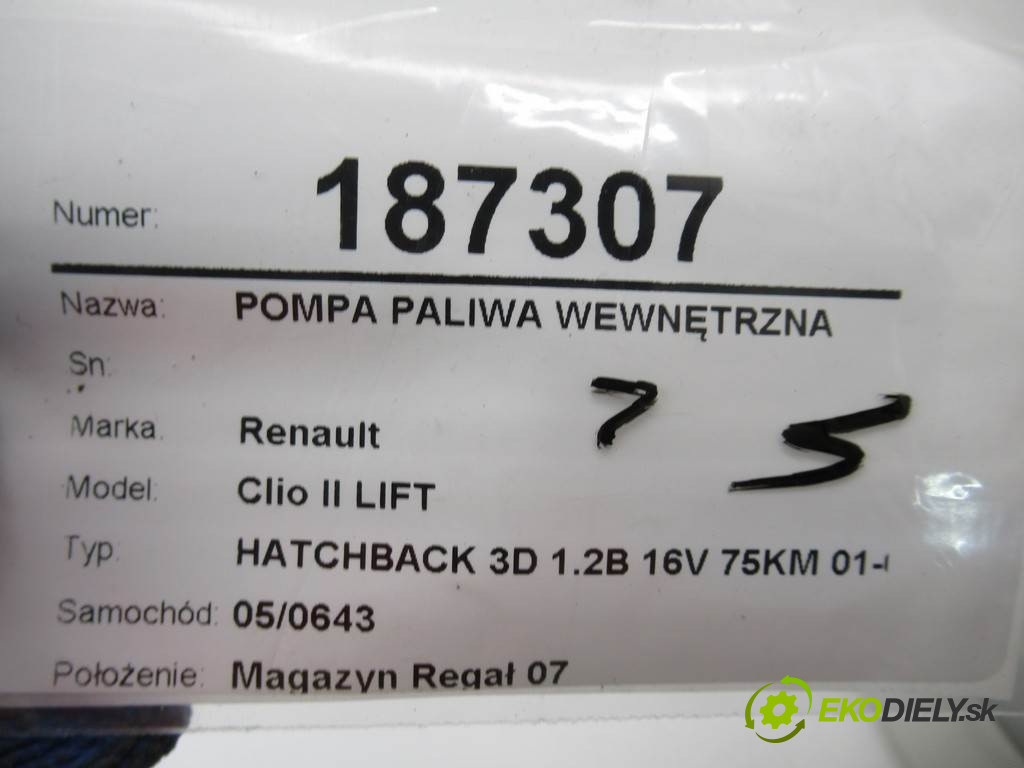 Numer: 187307
Nazwa: POMPA PALIWA WEWNĘTRZNA
Sn:
Marka. Renault
Model: Clio II LIFT
Typ: HATCHBACK 3D 1.2B 16V 75KM 01-
Samochód: 05/0643
Położenie: Magazyn Regał 07
7 5
EKODIELY.sk